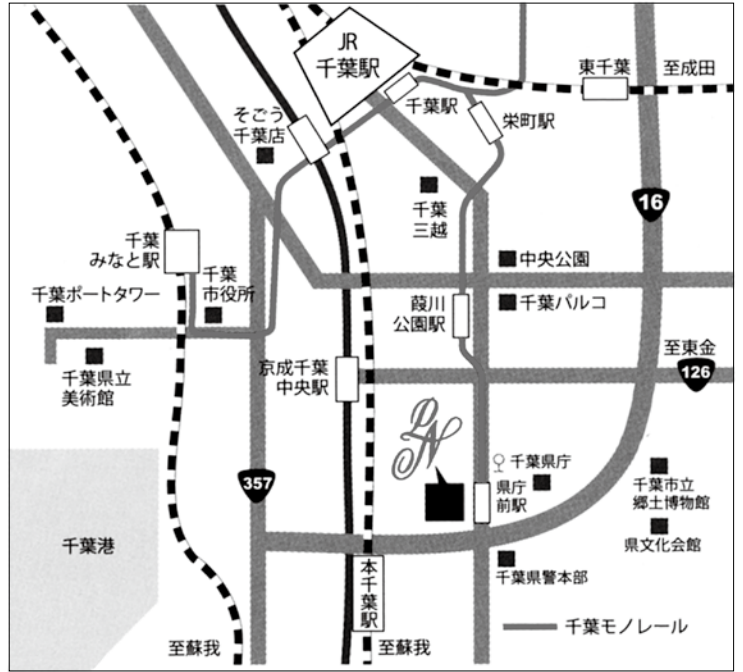 JR
千葉駅
東千葉
至成田
千葉駅
そごう
千葉店
栄町駅
16
千葉
三越
千葉
みなと駅
千葉
市役所
中央公園
千葉ポートタワー
葭川
公園駅
千葉パルコ
至東金
126
千葉県立
美術館
京成千葉
中央駅
PN
千葉県庁
県庁
前駅
千葉市立
郷土博物館
357
県文化会館
千葉港
千葉県警本部
本千葉駅
千葉モノレール
至蘇我
至蘇我